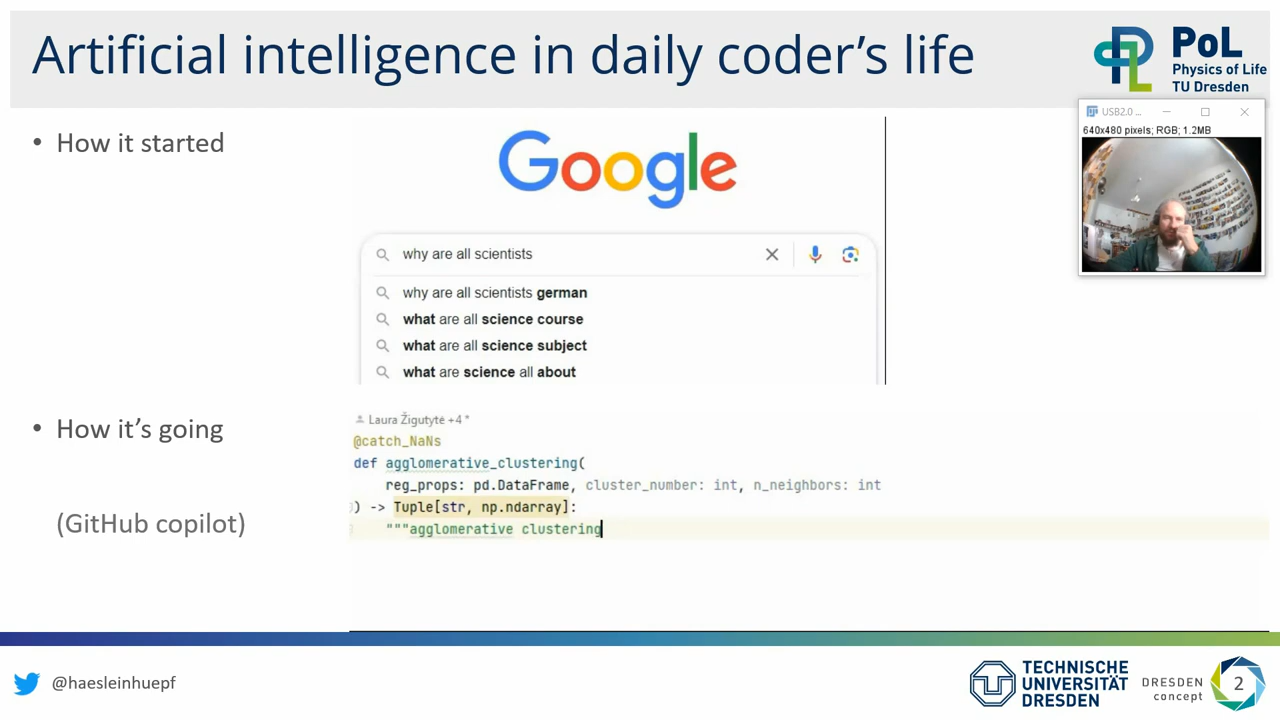 Artificial intelligence in daily coder's life
PoL
Physics of Life
TU Dresden
USB2.0 ...
640x480 pixels; RGB; 1.2MB
• How it started
Google
why are all scientists
why are all scientists german
what are all science course
what are all science subject
what are science all about
• How it's going
(GitHub copilot)
Laura Žigutytė +4 *
@catch_NaNs
def agglomerative_clustering(
reg_props: pd.DataFrame, cluster_number: int, n_neighbors: int
) -> Tuple[str, np.ndarray]:
"""agglomerative clustering
@haesleinhuepf
TECHNISCHE
UNIVERSITÄT
DRESDEN
DRESDEN
concept
2